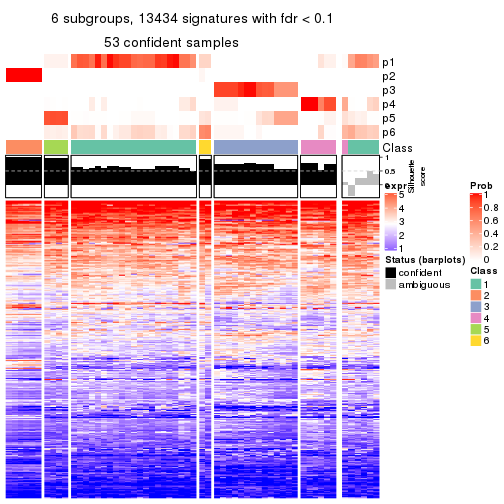 6 subgroups, 13434 signatures with fdr < 0.1
53 confident samples
p1
p2
p3
p4
p5
p6
Class
1
0.5
0
Silhouette
score
expr
5
4
3
2
1
Status (barplots)
confident
ambiguous
Prob
1
0.8
0.6
0.4
0.2
0
Class
1
2
3
4
5
6